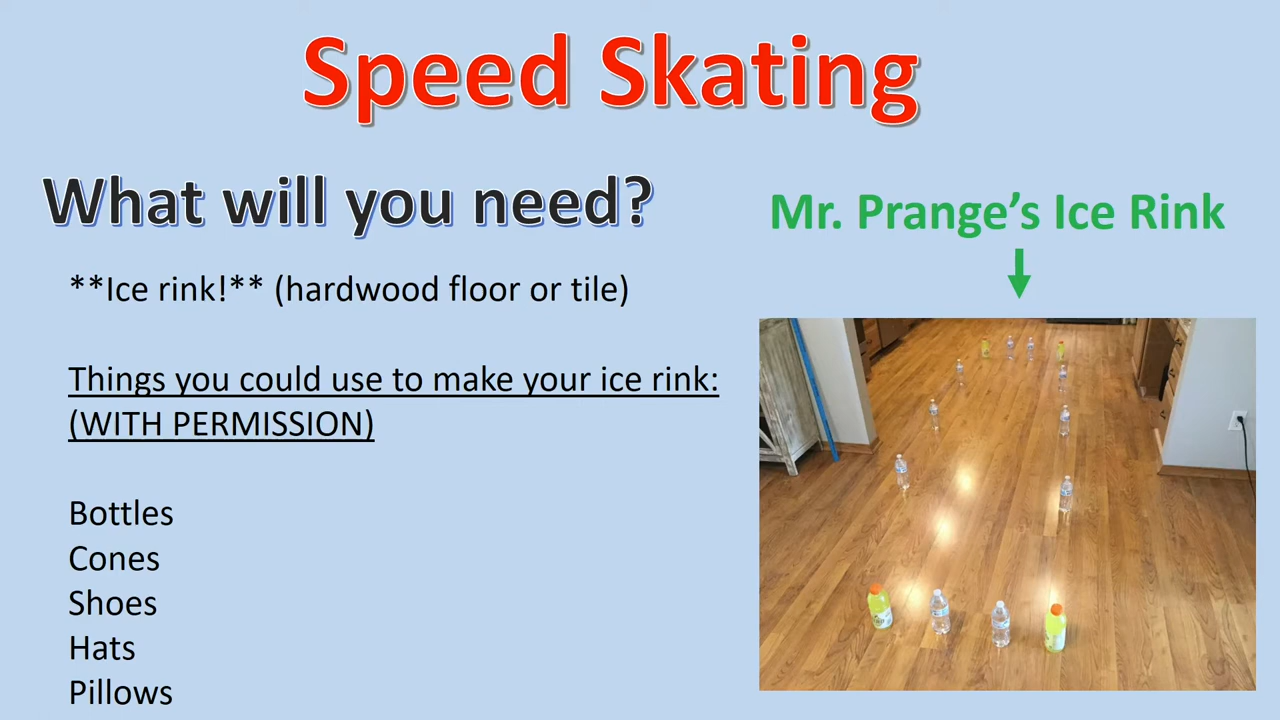 Speed Skating
What will you need?
Mr. Prange's Ice Rink
**Ice rink!** (hardwood floor or tile)
Things you could use to make your ice rink:
(WITH PERMISSION)
Bottles
Cones
Shoes
Hats
Pillows